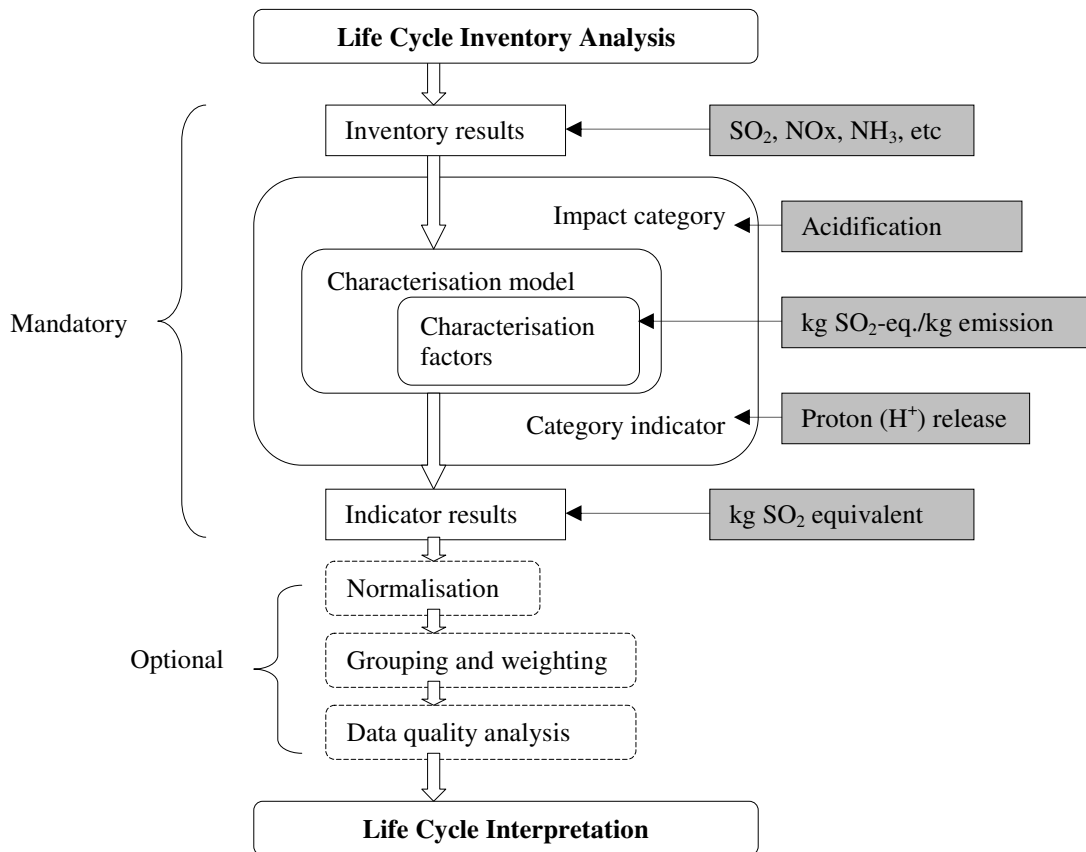 Life Cycle Inventory Analysis
Inventory results
SO₂, NOx, NH₃, etc
Impact category
Acidification
Characterisation model
Mandatory
Characterisation
factors
kg SO₂-eq./kg emission
Category indicator
Proton (H⁺) release
Indicator results
kg SO₂ equivalent
Normalisation
Optional
Grouping and weighting
Data quality analysis
Life Cycle Interpretation